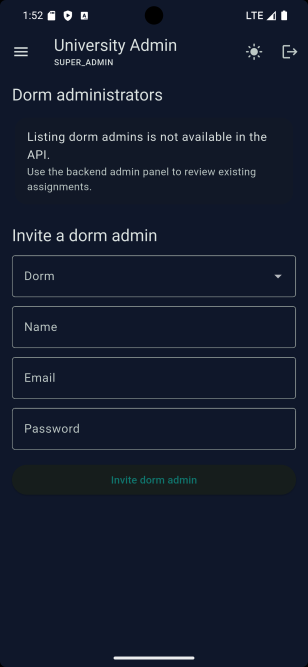 1:52
LTE
University Admin
SUPER_ADMIN
Dorm administrators
Listing dorm admins is not available in the
API.
Use the backend admin panel to review existing
assignments.
Invite a dorm admin
Dorm
Name
Email
Password
Invite dorm admin